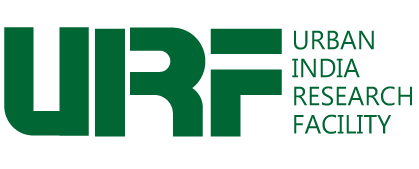 URF
URBAN
INDIA
RESEARCH
FACILITY